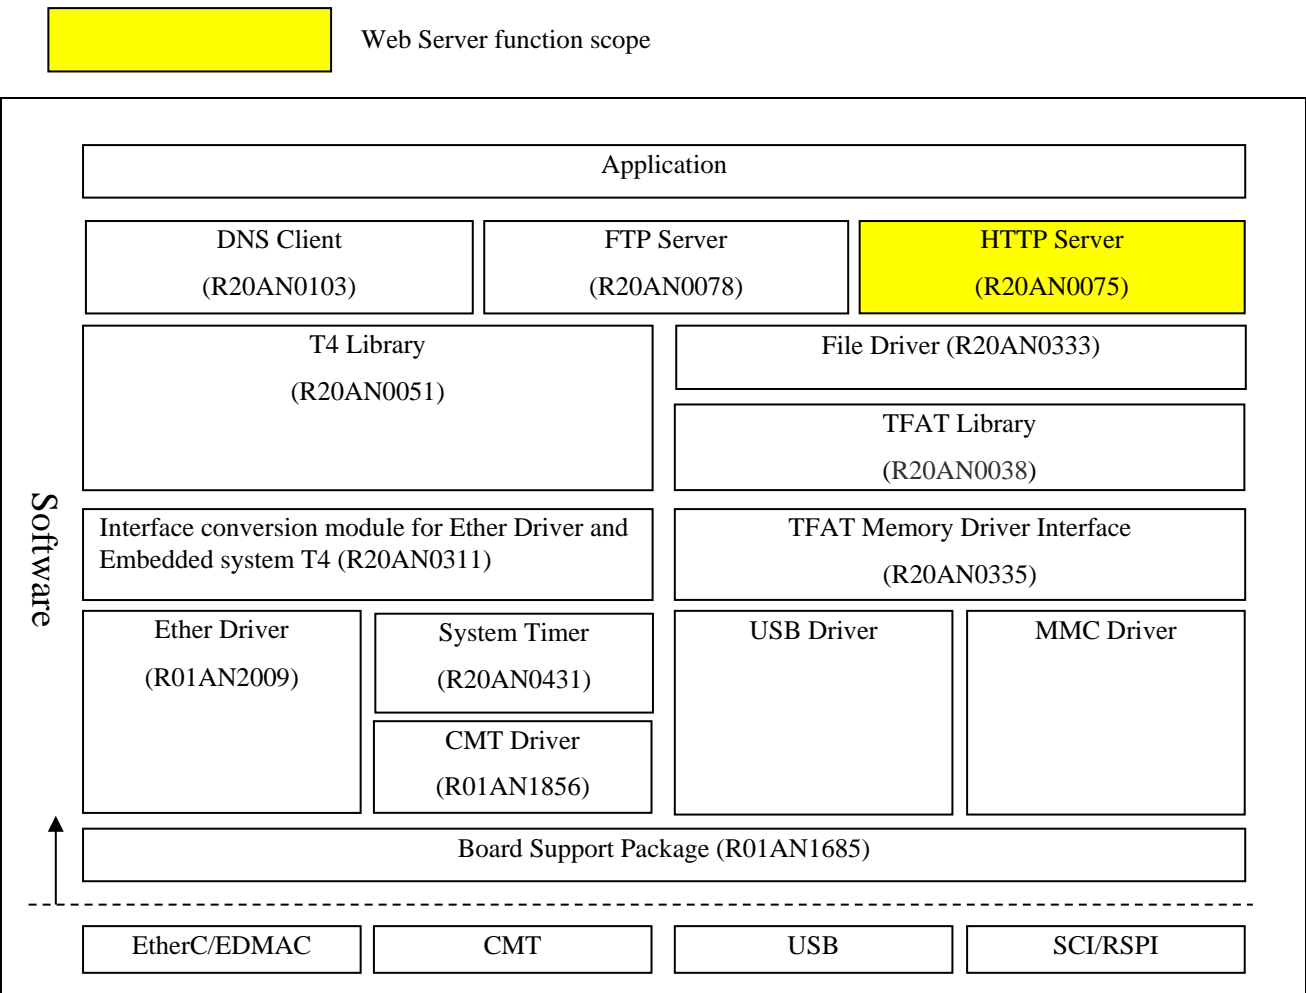 Web Server function scope
Application
DNS Client
(R20AN0103)
FTP Server
(R20AN0078)
HTTP Server
(R20AN0075)
T4 Library
(R20AN0051)
File Driver (R20AN0333)
TFAT Library
(R20AN0038)
Software
Interface conversion module for Ether Driver and
Embedded system T4 (R20AN0311)
TFAT Memory Driver Interface
(R20AN0335)
Ether Driver
(R01AN2009)
System Timer
(R20AN0431)
CMT Driver
(R01AN1856)
USB Driver
MMC Driver
Board Support Package (R01AN1685)
EtherC/EDMAC
CMT
USB
SCI/RSPI